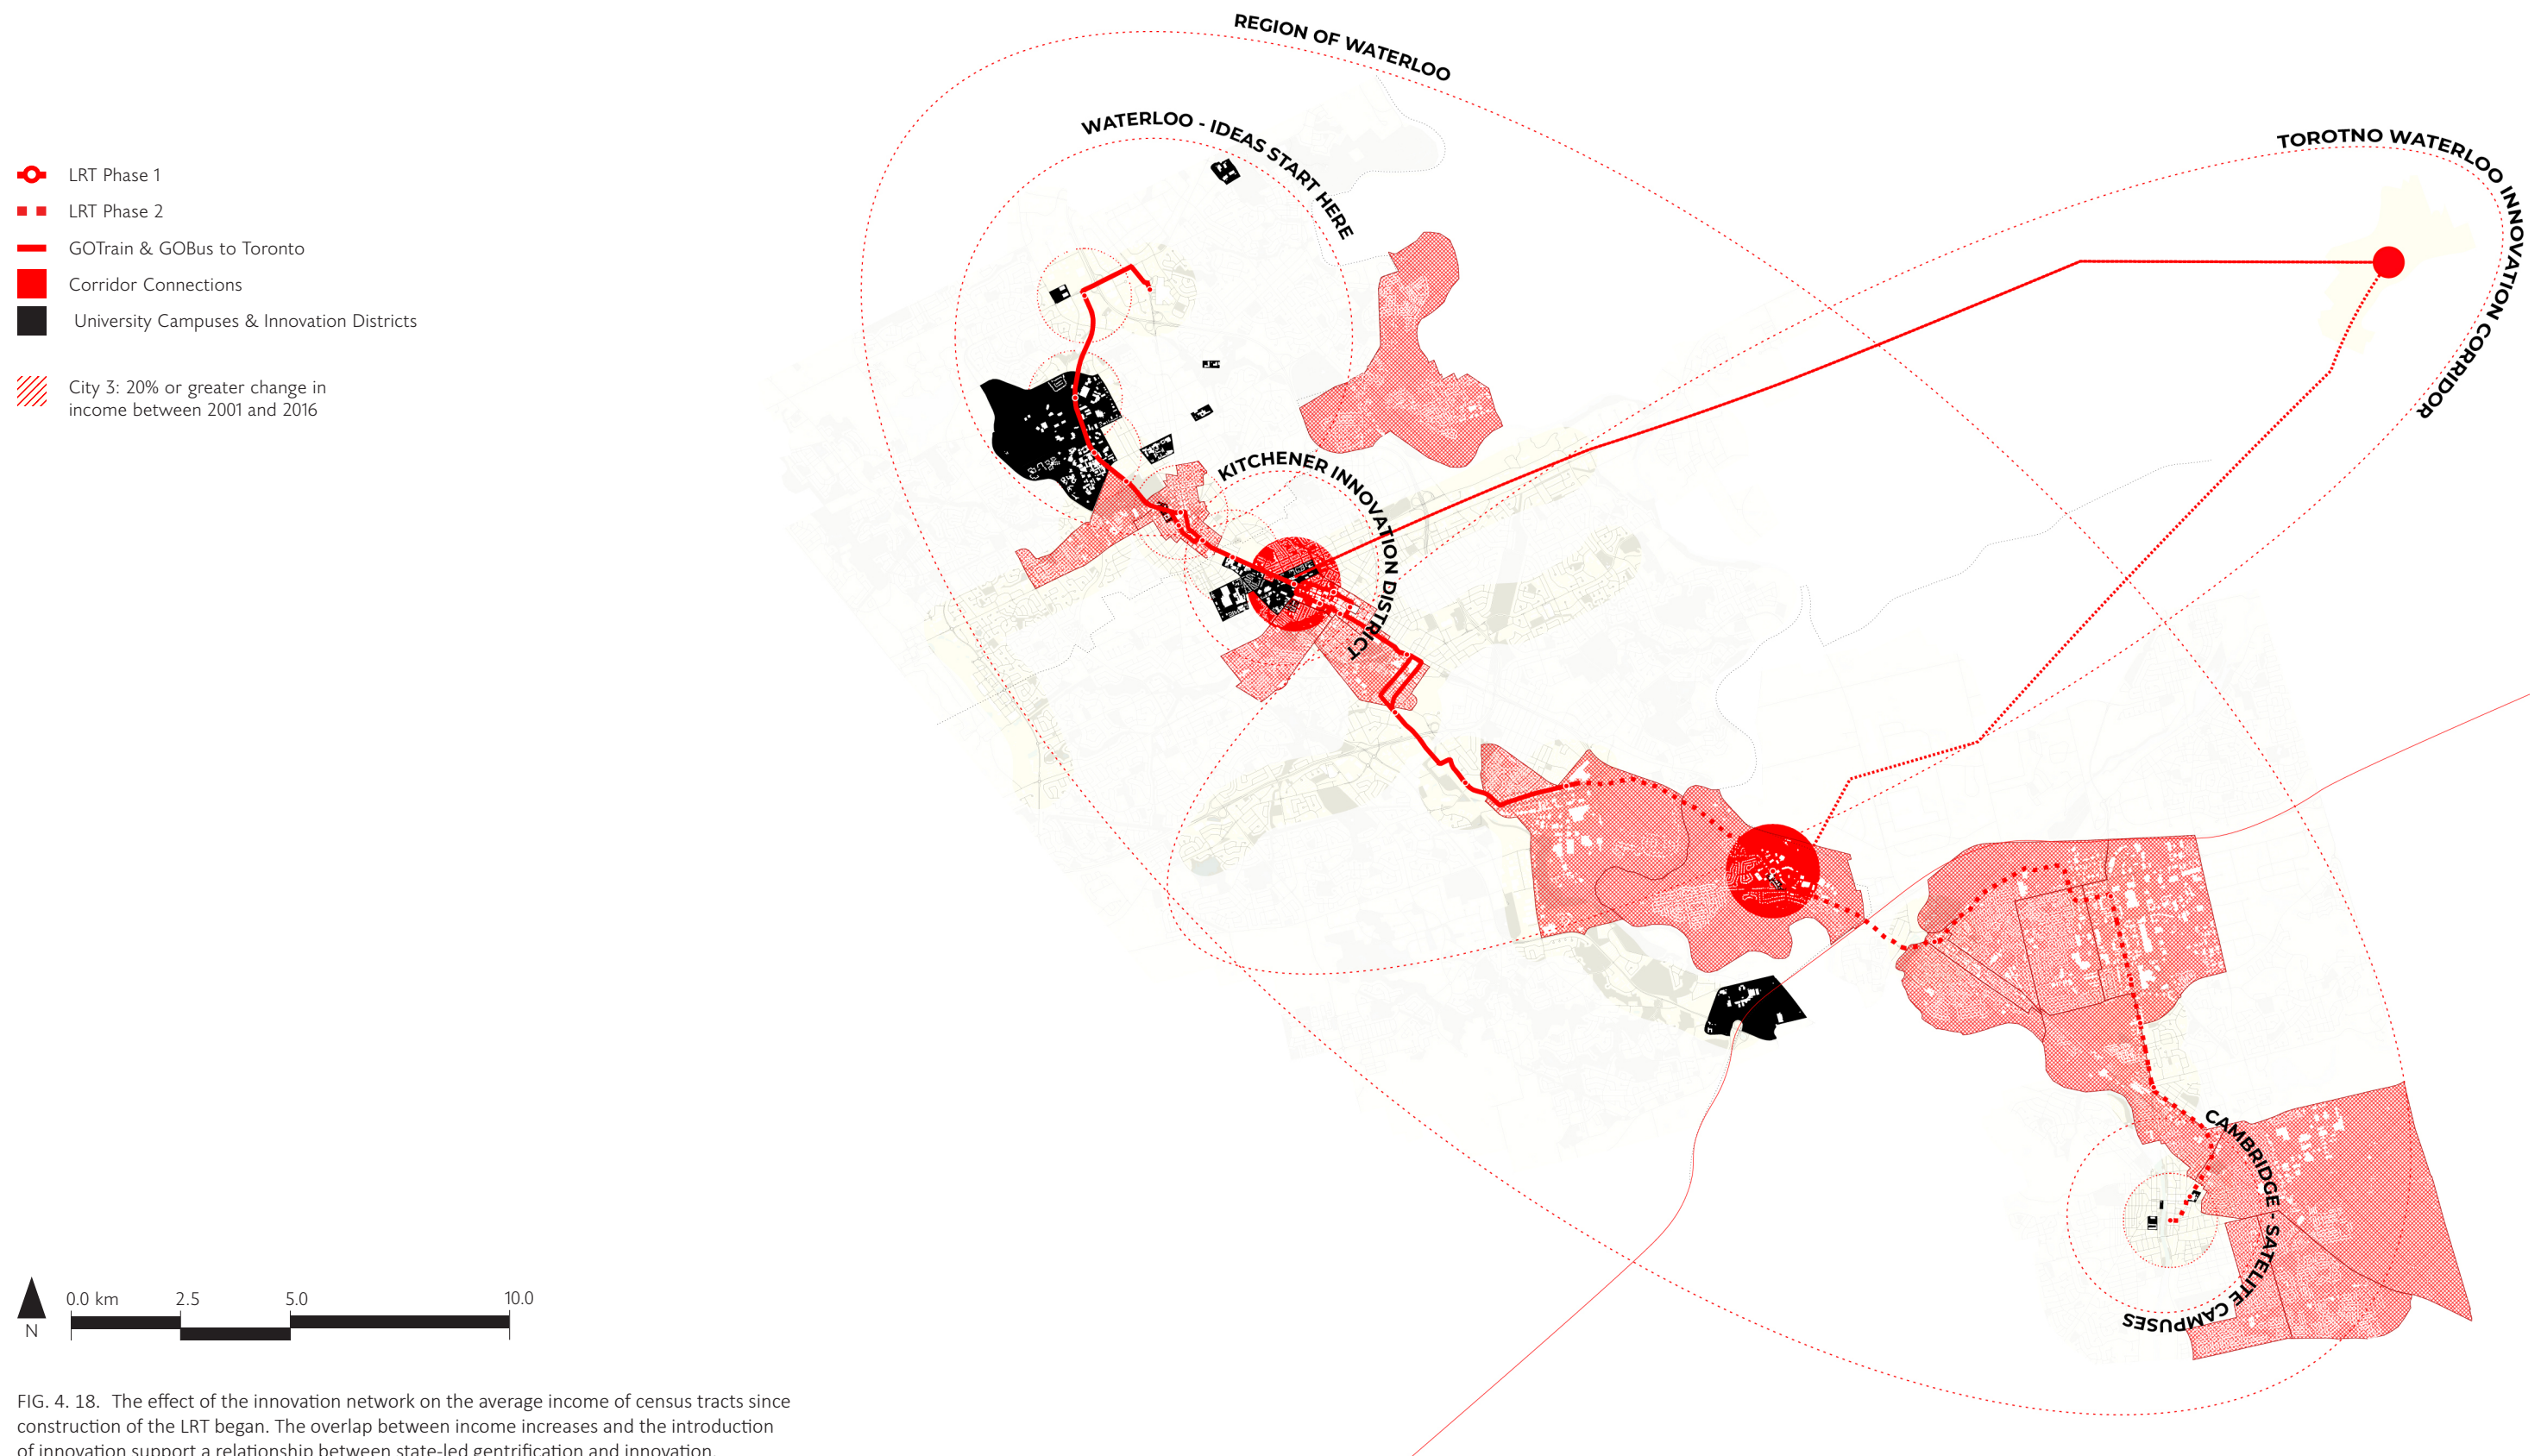 REGION OF WATERLOO
WATERLOO - IDEAS START HERE
TOROTNO WATERLOO INNOVATION CORRIDOR
LRT Phase 1
LRT Phase 2
GOTrain & GOBus to Toronto
Corridor Connections
University Campuses & Innovation Districts
City 3: 20% or greater change in
income between 2001 and 2016
KITCHENER INNOVATION DISTRICT
CAMBRIDGE - SATELITE CAMPUSES
N
0.0 km 2.5 5.0 10.0
FIG. 4. 18. The effect of the innovation network on the average income of census tracts since
construction of the LRT began. The overlap between income increases and the introduction
of innovation support a relationship between state-led gentrification and innovation.